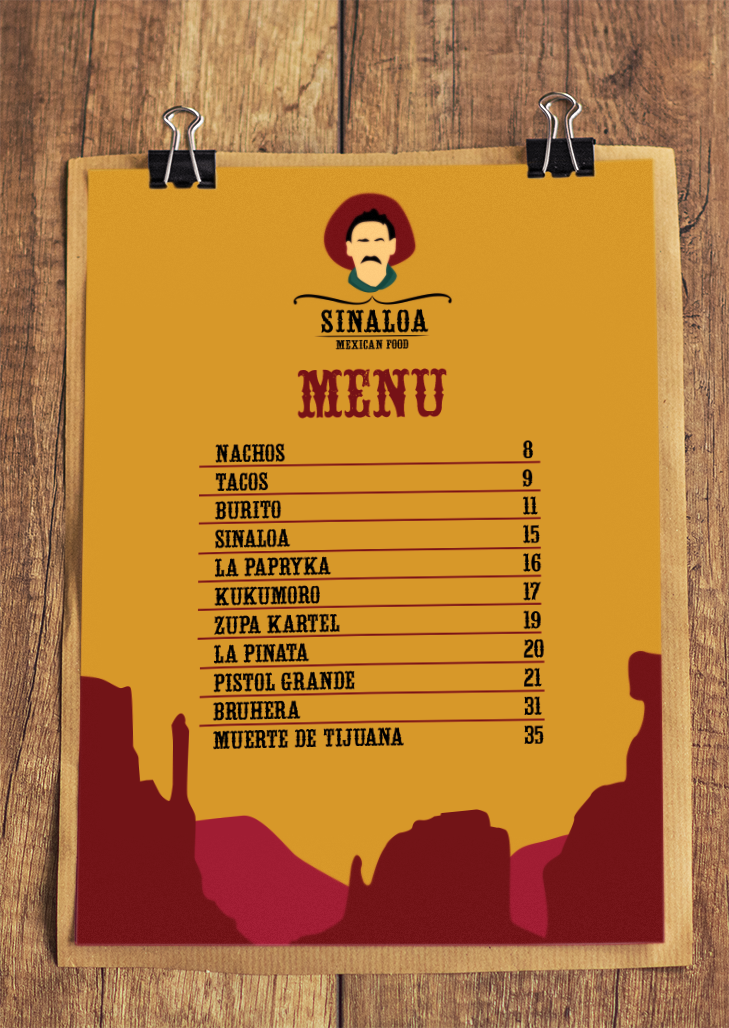 SINALOA
MEXICAN FOOD
MENU
NACHOS 8
TACOS 9
BURITO 11
SINALOA 15
LA PAPRYKA 16
KUKUMORO 17
ZUPA KARTEL 19
LA PINATA 20
PISTOL GRANDE 21
BRUHERA 31
MUERTE DE TIJUANA 35